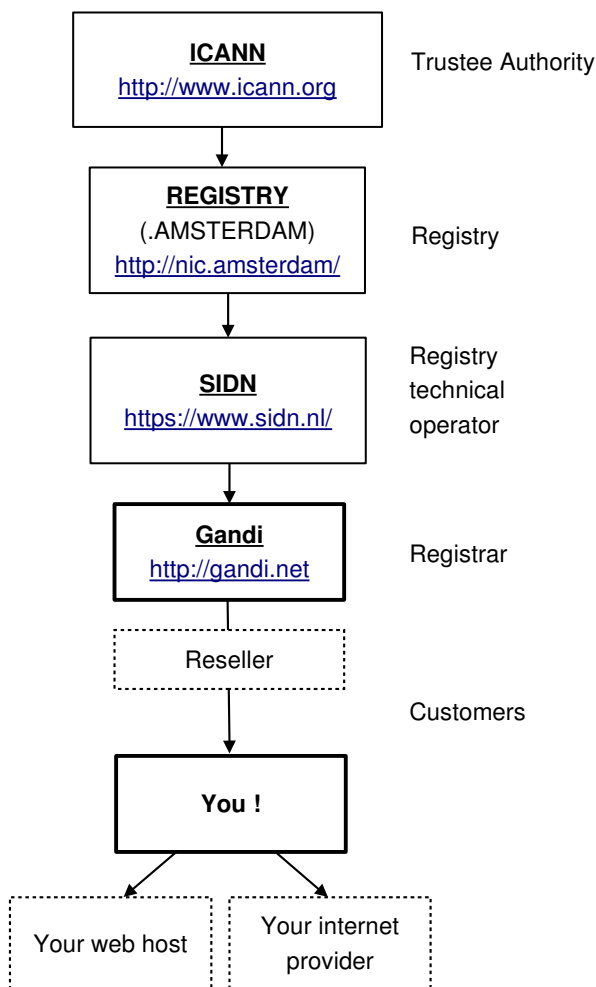 ICANN
http://www.icann.org
Trustee Authority
REGISTRY
(.AMSTERDAM)
http://nic.amsterdam/
Registry
SIDN
https://www.sidn.nl/
Registry
technical
operator
Gandi
http://gandi.net
Registrar
Reseller
Customers
You !
Your web host
Your internet
provider